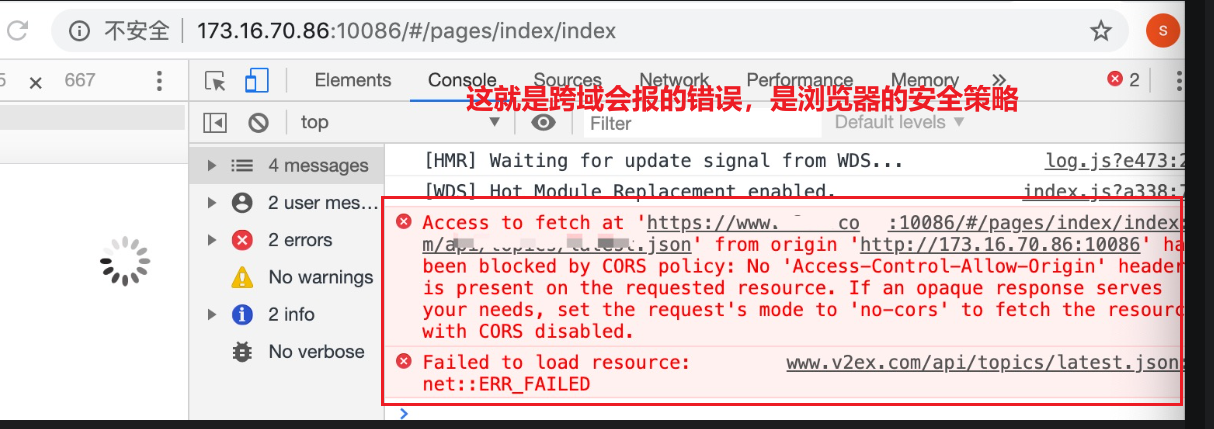 不安全 173.16.70.86:10086/#/pages/index/index S
5 × 667 Elements Console Sources Network Performance Memory » 2
这就是跨域会报的错误，是浏览器的安全策略
top Filter Default levels ▼
4 messages
2 user mes...
2 errors
No warnings
2 info
No verbose
[HMR] Waiting for update signal from WDS... log.js?e473:2
[WDS] Hot Module Replacement enabled. index.js?a338:7
Access to fetch at 'https://www. co :10086/#/pages/index/index:
m/api/topics/latest.json' from origin 'http://173.16.70.86:10086' ha
been blocked by CORS policy: No 'Access-Control-Allow-Origin' header
is present on the requested resource. If an opaque response serves
your needs, set the request's mode to 'no-cors' to fetch the resourc
with CORS disabled.
Failed to load resource: www.v2ex.com/api/topics/latest.json:
net::ERR_FAILED